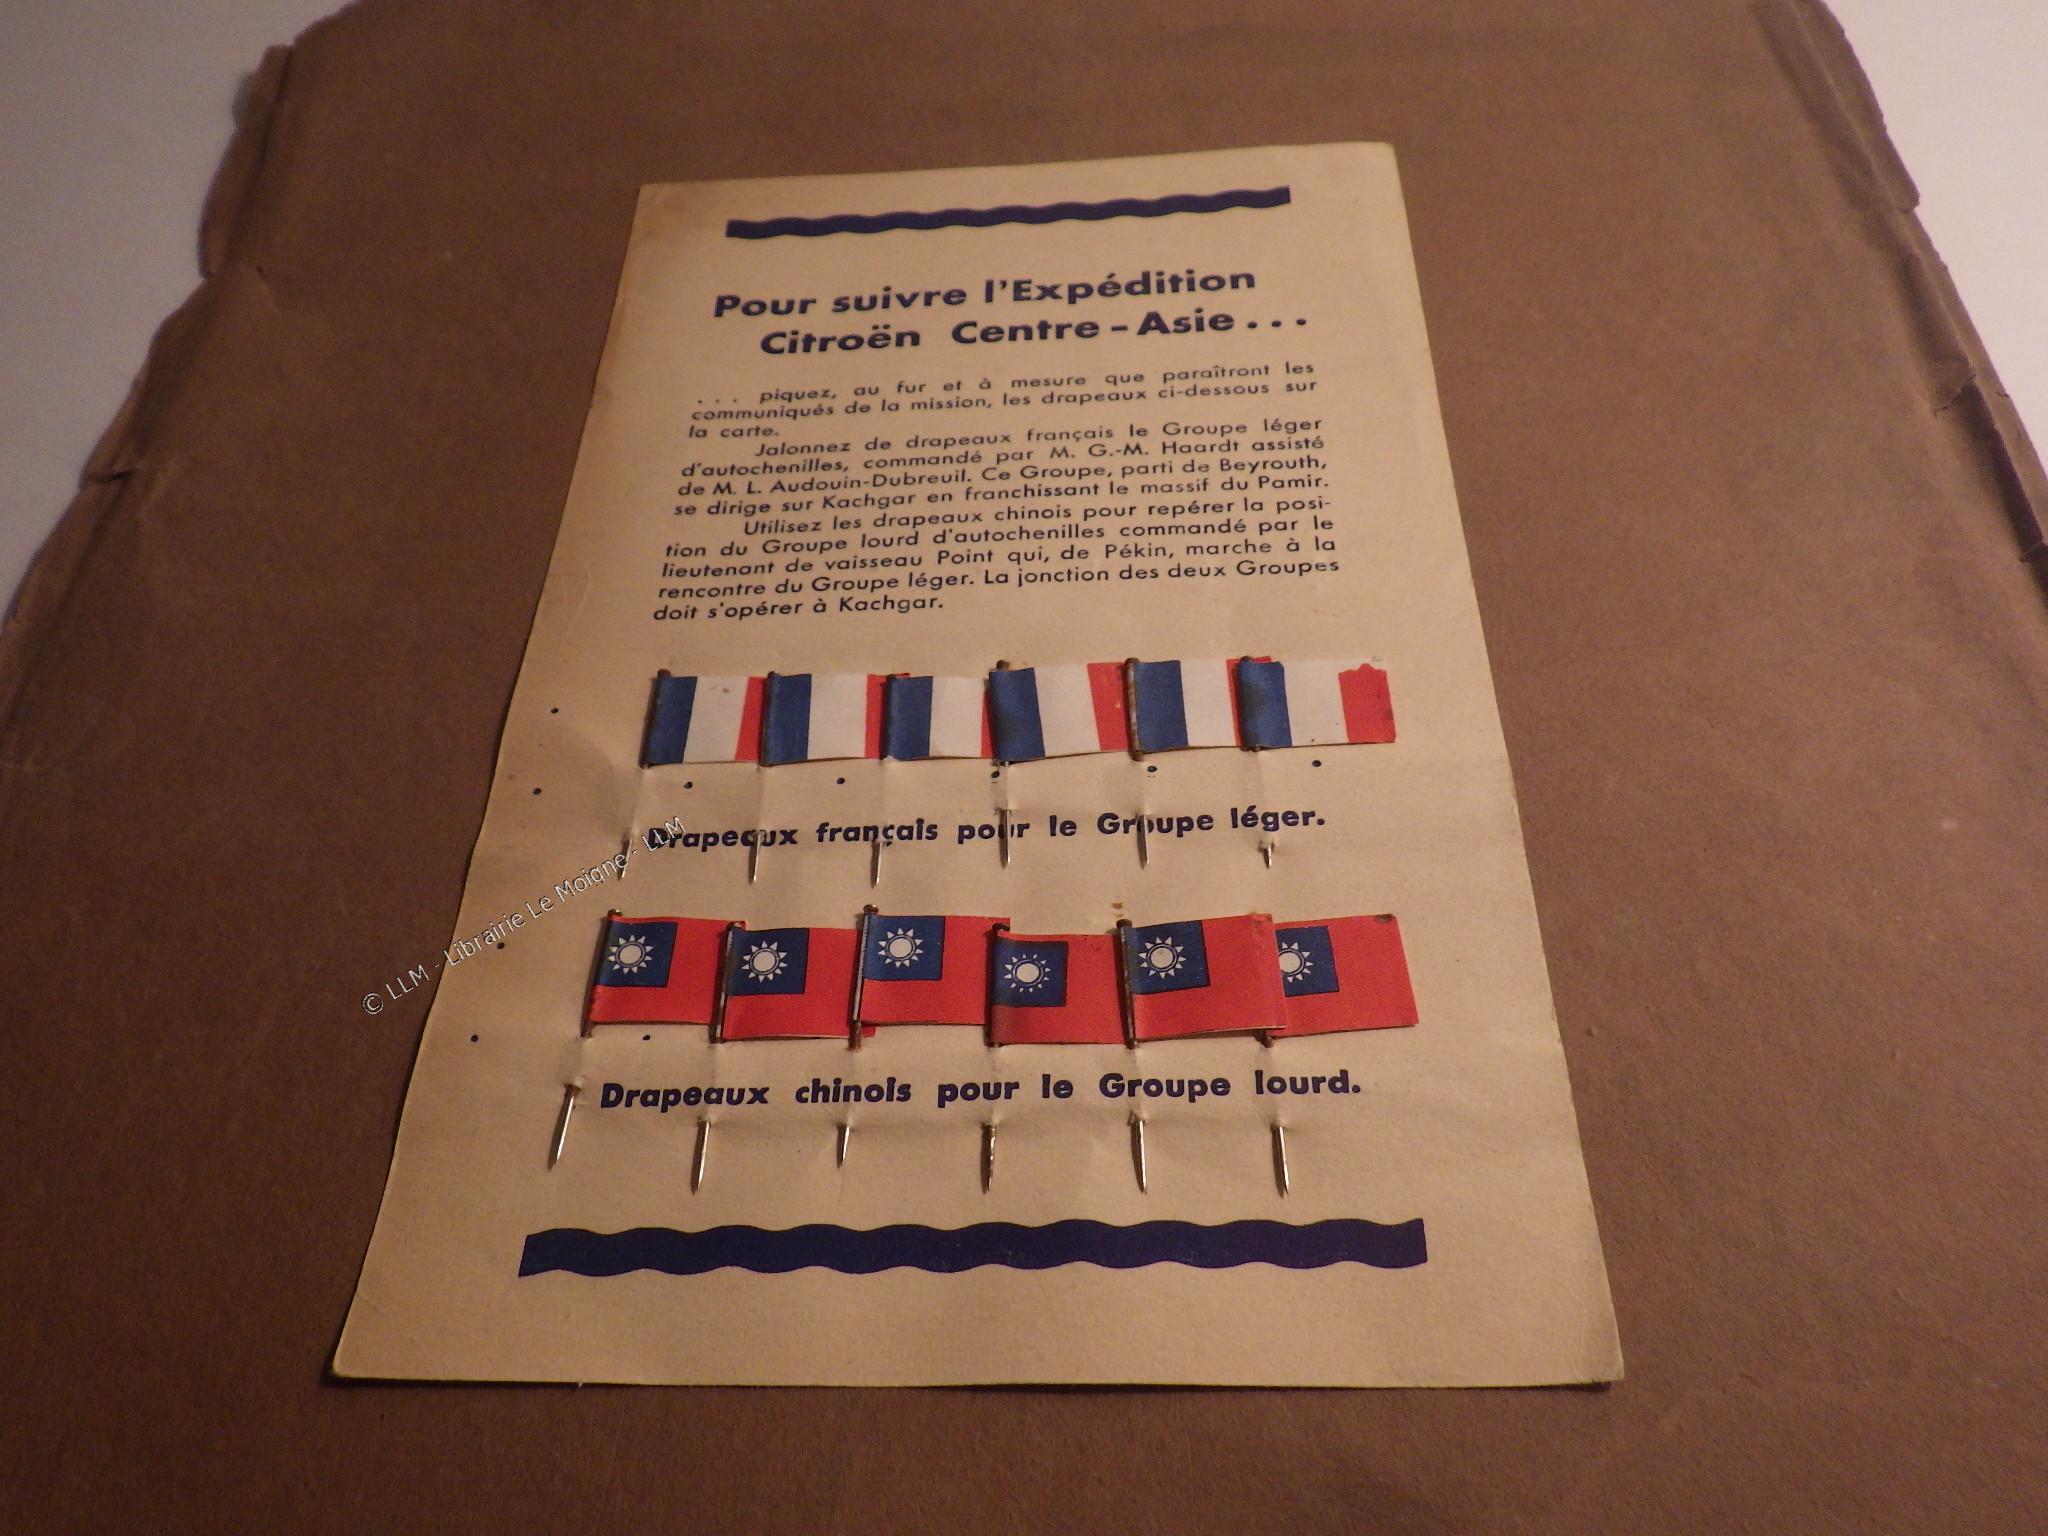 Pour suivre l'Expédition
Citroën Centre-Asie...
... piquez, au fur et à mesure que paraîtront les
communiqués de la mission, les drapeaux ci-dessous sur
la carte.
Jalonnez de drapeaux français le Groupe léger
d'autochenilles, commandé par M. G.-M. Haardt assisté
de M. L. Audouin-Dubreuil. Ce Groupe, parti de Beyrouth,
se dirige sur Kachgar en franchissant le massif du Pamir.
Utilisez les drapeaux chinois pour repérer la posi-
tion du Groupe lourd d'autochenilles commandé par le
lieutenant de vaisseau Point qui, de Pékin, marche à la
rencontre du Groupe léger. La jonction des deux Groupes
doit s'opérer à Kachgar.
Drapeaux français pour le Groupe léger.
© LLM - Librairie Le Moigne - LLM
Drapeaux chinois pour le Groupe lourd.